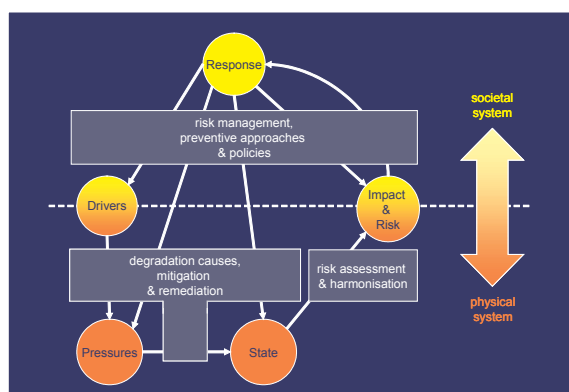 Response
societal
system
risk management,
preventive approaches
& policies
Drivers
Impact
&
Risk
degradation causes,
mitigation
& remediation
risk assessment
& harmonisation
physical
system
Pressures
State